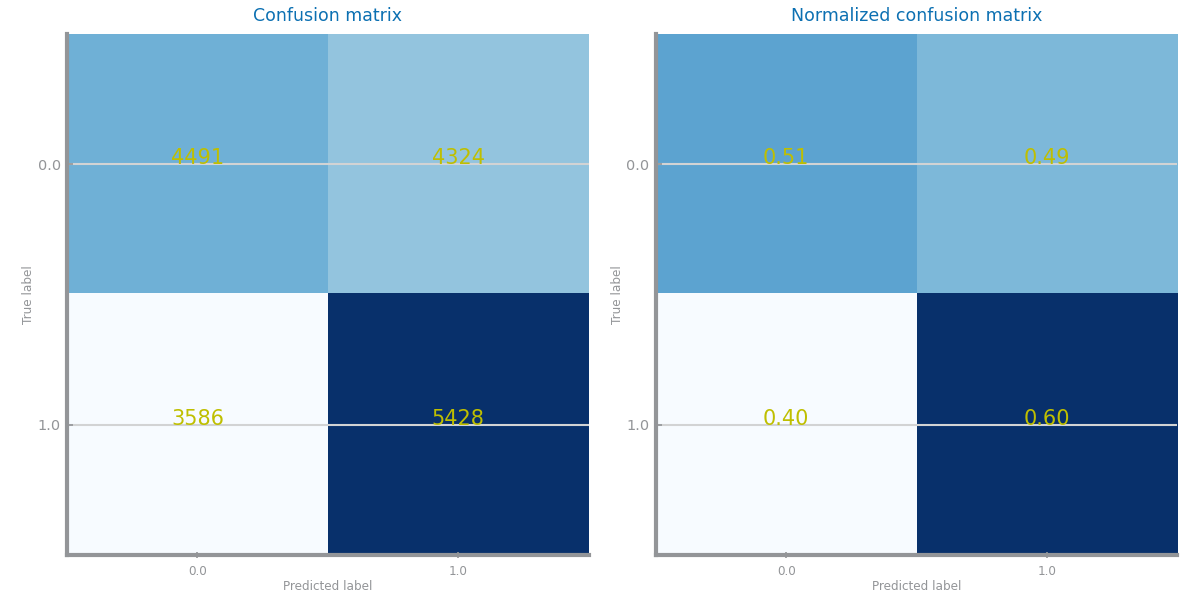 Confusion matrix
0.0
4491 4324
True label
1.0
3586 5428
0.0 1.0
Predicted label
Normalized confusion matrix
0.0
0.51 0.49
True label
1.0
0.40 0.60
0.0 1.0
Predicted label